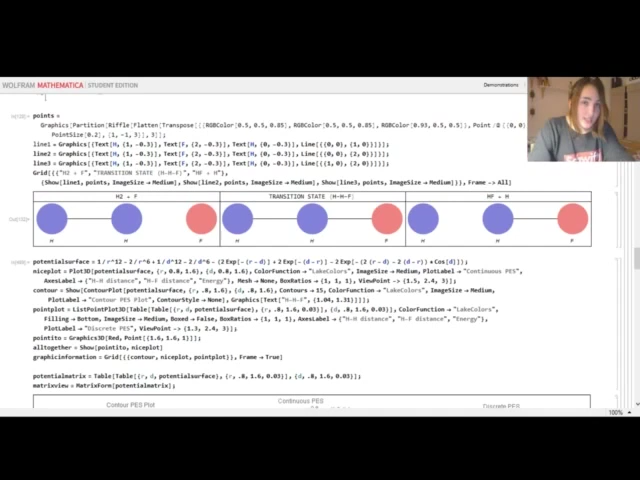 WOLFRAM MATHEMATICA | STUDENT EDITION
Demonstrations
points =
Graphics[Partition[Riffle[Flatten[Transpose[{{RGBColor[0.5, 0.5, 0.85], RGBColor[0.5, 0.5, 0.85], RGBColor[0.93, 0.5, 0.5]}, Point /@ {{0, 0}
PointSize[0.2], {1, -1, 3}], 3]];
line1 = Graphics[{Text[H, {1, -0.3}], Text[F, {2, -0.3}], Text[H, {0, -0.3}], Line[{{0, 0}, {1, 0}}]}];
line2 = Graphics[{Text[H, {1, -0.3}], Text[F, {2, -0.3}], Text[H, {0, -0.3}], Line[{{0, 0}, {2, 0}}]}];
line3 = Graphics[{Text[H, {1, -0.3}], Text[F, {2, -0.3}], Text[H, {0, -0.3}], Line[{{1, 0}, {2, 0}}]}];
Grid[{{"H2 + F", "TRANSITION STATE (H-H-F)", "HF + H"},
{Show[line1, points, ImageSize → Medium], Show[line2, points, ImageSize → Medium], Show[line3, points, ImageSize → Medium]}}, Frame → All]
H2 + F
TRANSITION STATE (H-H-F)
HF + H
H H F H H F H H F
potentialsurface = 1/r^12 - 2/r^6 + 1/d^12 - 2/d^6 - (2 Exp[-(r - d)] + 2 Exp[-(d - r)] - 2 Exp[-(2 (r - d) - 2 (d - r))] * Cos[d]]);
niceplot = Plot3D[potentialsurface, {r, 0.8, 1.6}, {d, 0.8, 1.6}, ColorFunction → "LakeColors", ImageSize → Medium, PlotLabel → "Continuous PES",
AxesLabel → {"H-H distance", "H-F distance", "Energy"}, Mesh → None, BoxRatios → {1, 1, 1}, ViewPoint → {1.5, 2.4, 3}];
contour = Show[ContourPlot[potentialsurface, {r, .8, 1.6}, {d, .8, 1.6}, Contours → 15, ColorFunction → "LakeColors", ImageSize → Medium,
PlotLabel → "Contour PES Plot", ContourStyle → None], Graphics[Text["H-H-F", {1.04, 1.31}]]];
pointplot = ListPointPlot3D[Table[Table[{r, d, potentialsurface}, {r, .8, 1.6, 0.03}], {d, .8, 1.6, 0.03}], ColorFunction → "LakeColors",
Filling → Bottom, ImageSize → Medium, Boxed → False, BoxRatios → {1, 1, 1}, AxesLabel → {"H-H distance", "H-F distance", "Energy"},
PlotLabel → "Discrete PES", ViewPoint → {1.3, 2.4, 3}];
pointito = Graphics3D[{Red, Point[{1.6, 1.6, 1}]}];
alltogether = Show[pointito, niceplot]
graphicinformation = Grid[{{contour, niceplot, pointplot}}, Frame → True]
potentialmatrix = Table[Table[{r, d, potentialsurface}, {r, .8, 1.6, 0.03}], {d, .8, 1.6, 0.03}];
matrixview = MatrixForm[potentialmatrix];
100%
Contour PES Plot
Continuous PES
Discrete PES